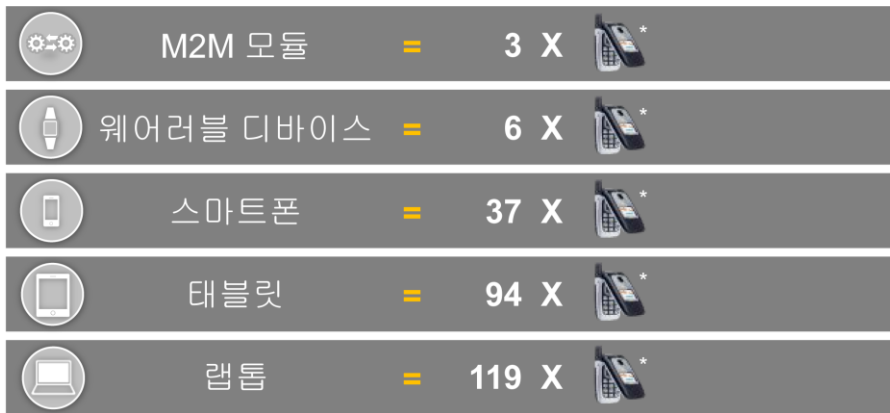 M2M 모듈 = 3 X *
웨어러블 디바이스 = 6 X *
스마트폰 = 37 X *
태블릿 = 94 X *
랩톱 = 119 X *